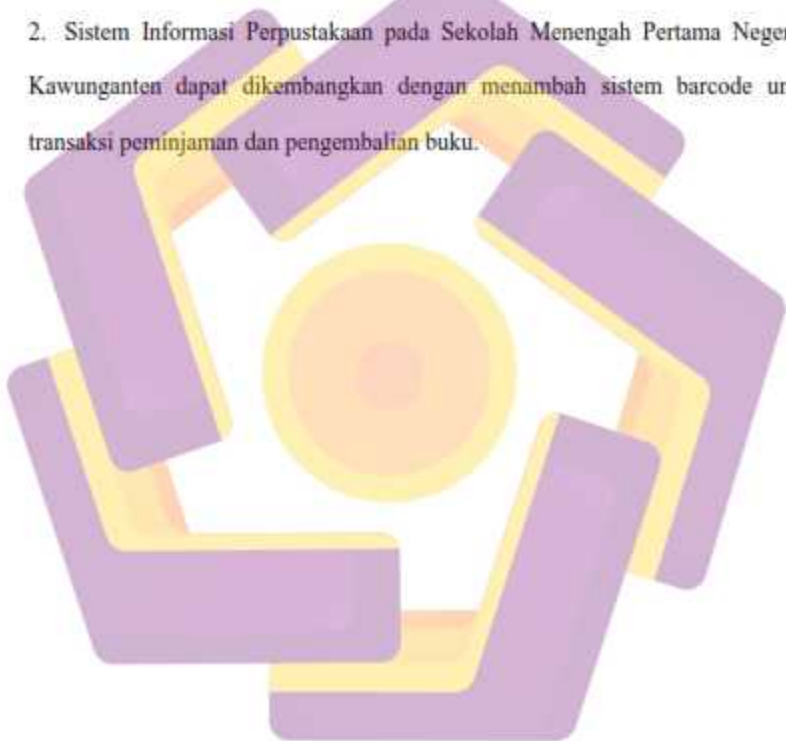 2. Sistem Informasi Perpustakaan pada Sekolah Menengah Pertama
Kawunganten dapat dikembangkan dengan menambah sistem barcode
transaksi peminjaman dan pengembalian buku.